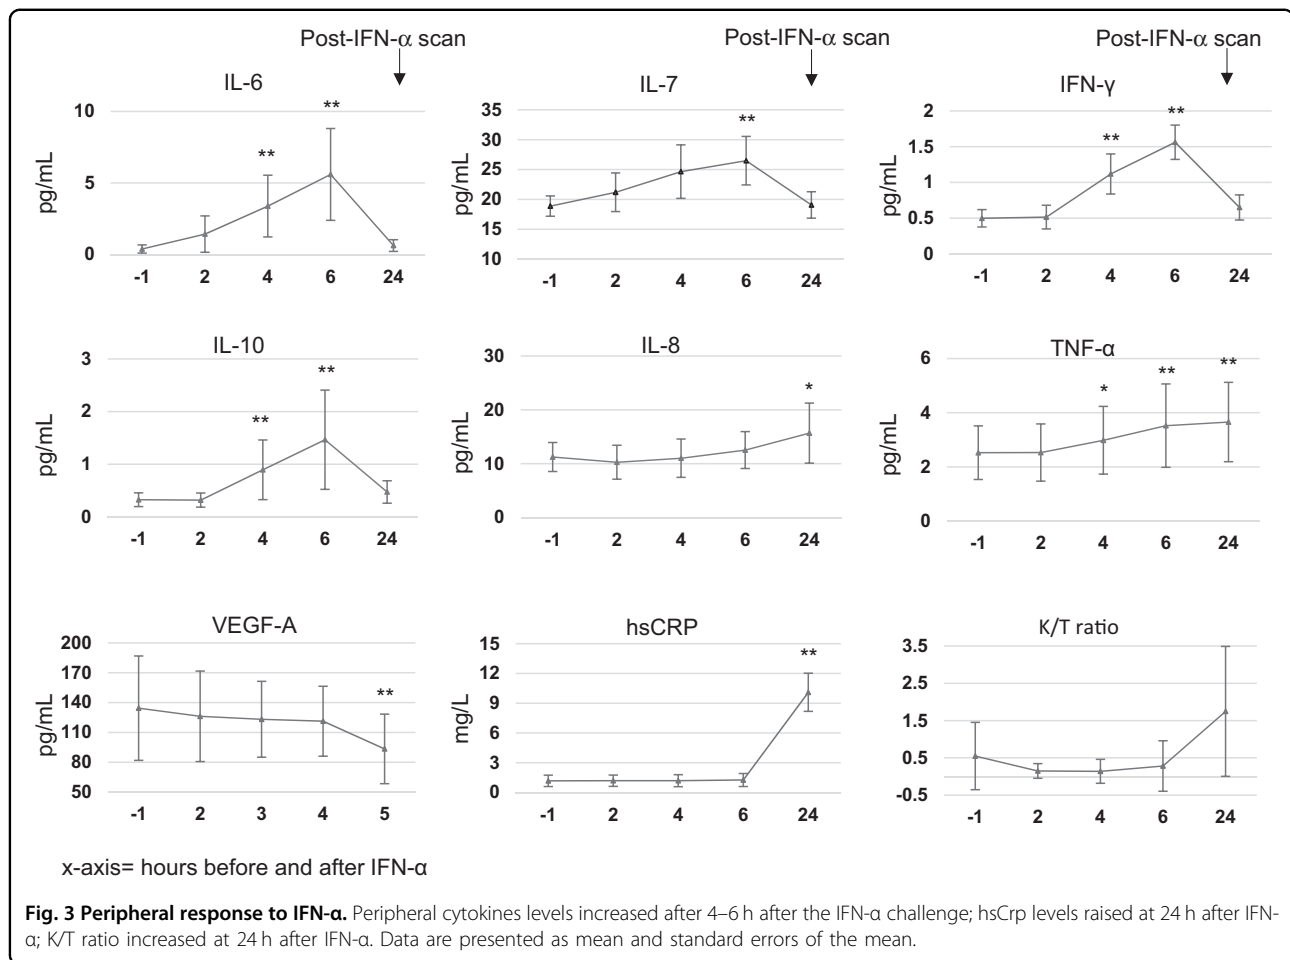 Post-IFN-α scan
Post-IFN-α scan
Post-IFN-α scan
IL-6
**
**
10
5
0
pg/mL
-1 2 4 6 24
IL-7
**
35
30
25
20
15
10
pg/mL
-1 2 4 6 24
IFN-γ
**
**
2
1.5
1
0.5
0
pg/mL
-1 2 4 6 24
IL-10
**
**
3
2
1
0
pg/mL
-1 2 4 6 24
IL-8
*
30
20
10
0
pg/mL
-1 2 4 6 24
TNF-α
*
**
**
6
4
2
0
pg/mL
-1 2 4 6 24
VEGF-A
**
200
170
140
110
80
50
pg/mL
-1 2 3 4 5
hsCRP
**
15
12
9
6
3
0
mg/L
-1 2 4 6 24
K/T ratio
3.5
2.5
1.5
0.5
-0.5
-1 2 4 6 24
x-axis= hours before and after IFN-α
Fig. 3 Peripheral response to IFN-α. Peripheral cytokines levels increased after 4–6 h after the IFN-α challenge; hsCrp levels raised at 24 h after IFN-
α; K/T ratio increased at 24 h after IFN-α. Data are presented as mean and standard errors of the mean.